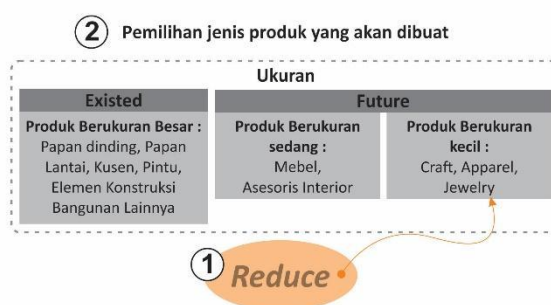 2 Pemilihan jenis produk yang akan dibuat
Ukuran
Existed
Produk Berukuran Besar :
Papan dinding, Papan
Lantai, Kusen, Pintu,
Elemen Konstruksi
Bangunan Lainnya
Future
Produk Berukuran
sedang :
Mebel,
Asesoris Interior
Produk Berukuran
kecil :
Craft, Apparel,
Jewelry
1 Reduce